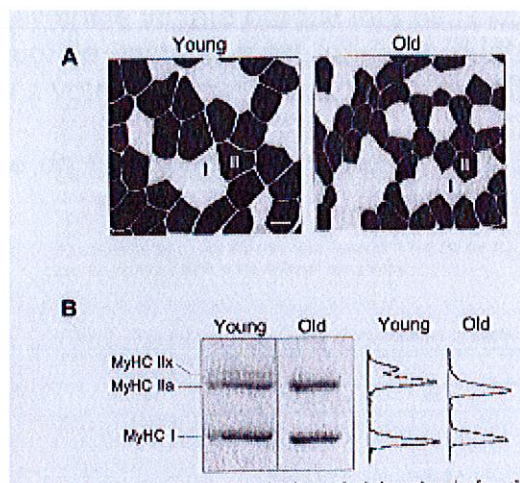 A
Young Old
I II I II
B
Young Old Young Old
MyHC IIx
MyHC IIa
MyHC I